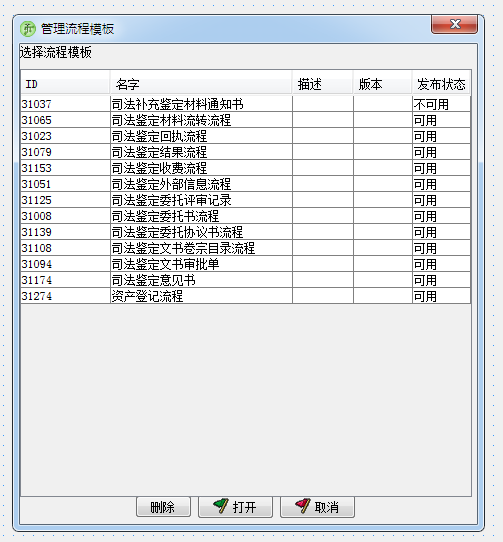 管理流程模板
选择流程模板
ID 名字 描述 版本 发布状态
31037 司法补充鉴定材料通知书 不可用
31065 司法鉴定材料流转流程 可用
31023 司法鉴定回执流程 可用
31079 司法鉴定结果流程 可用
31153 司法鉴定收费流程 可用
31051 司法鉴定外部信息流程 可用
31125 司法鉴定委托评审记录 可用
31008 司法鉴定委托书流程 可用
31139 司法鉴定委托协议书流程 可用
31108 司法鉴定文书卷宗目录流程 可用
31094 司法鉴定文书审批单 可用
31174 司法鉴定意见书 可用
31274 资产登记流程 可用
删除 打开 取消